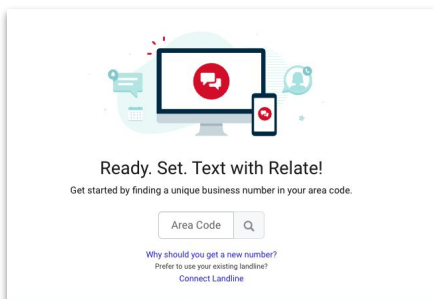 Ready. Set. Text with Relate!
Get started by finding a unique business number in your area code.
Area Code
Why should you get a new number?
Prefer to use your existing landline?
Connect Landline